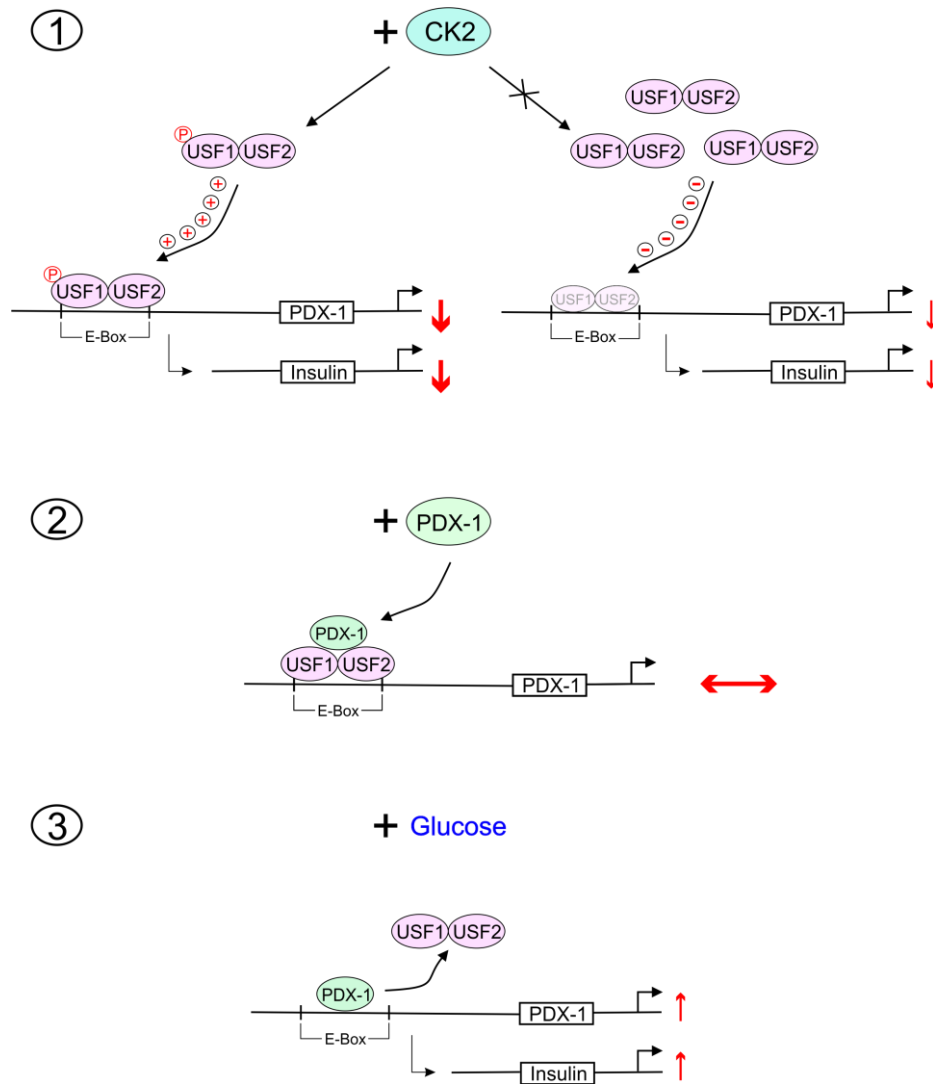 1
+ CK2
USF1 USF2
P
USF1 USF2
USF1 USF2
USF1 USF2
+ + + +
− − − −
P
USF1 USF2
PDX-1
E-Box
Insulin
USF1 USF2
PDX-1
E-Box
Insulin
2
+ PDX-1
PDX-1
USF1 USF2
PDX-1
E-Box
3
+ Glucose
USF1 USF2
PDX-1
PDX-1
E-Box
Insulin